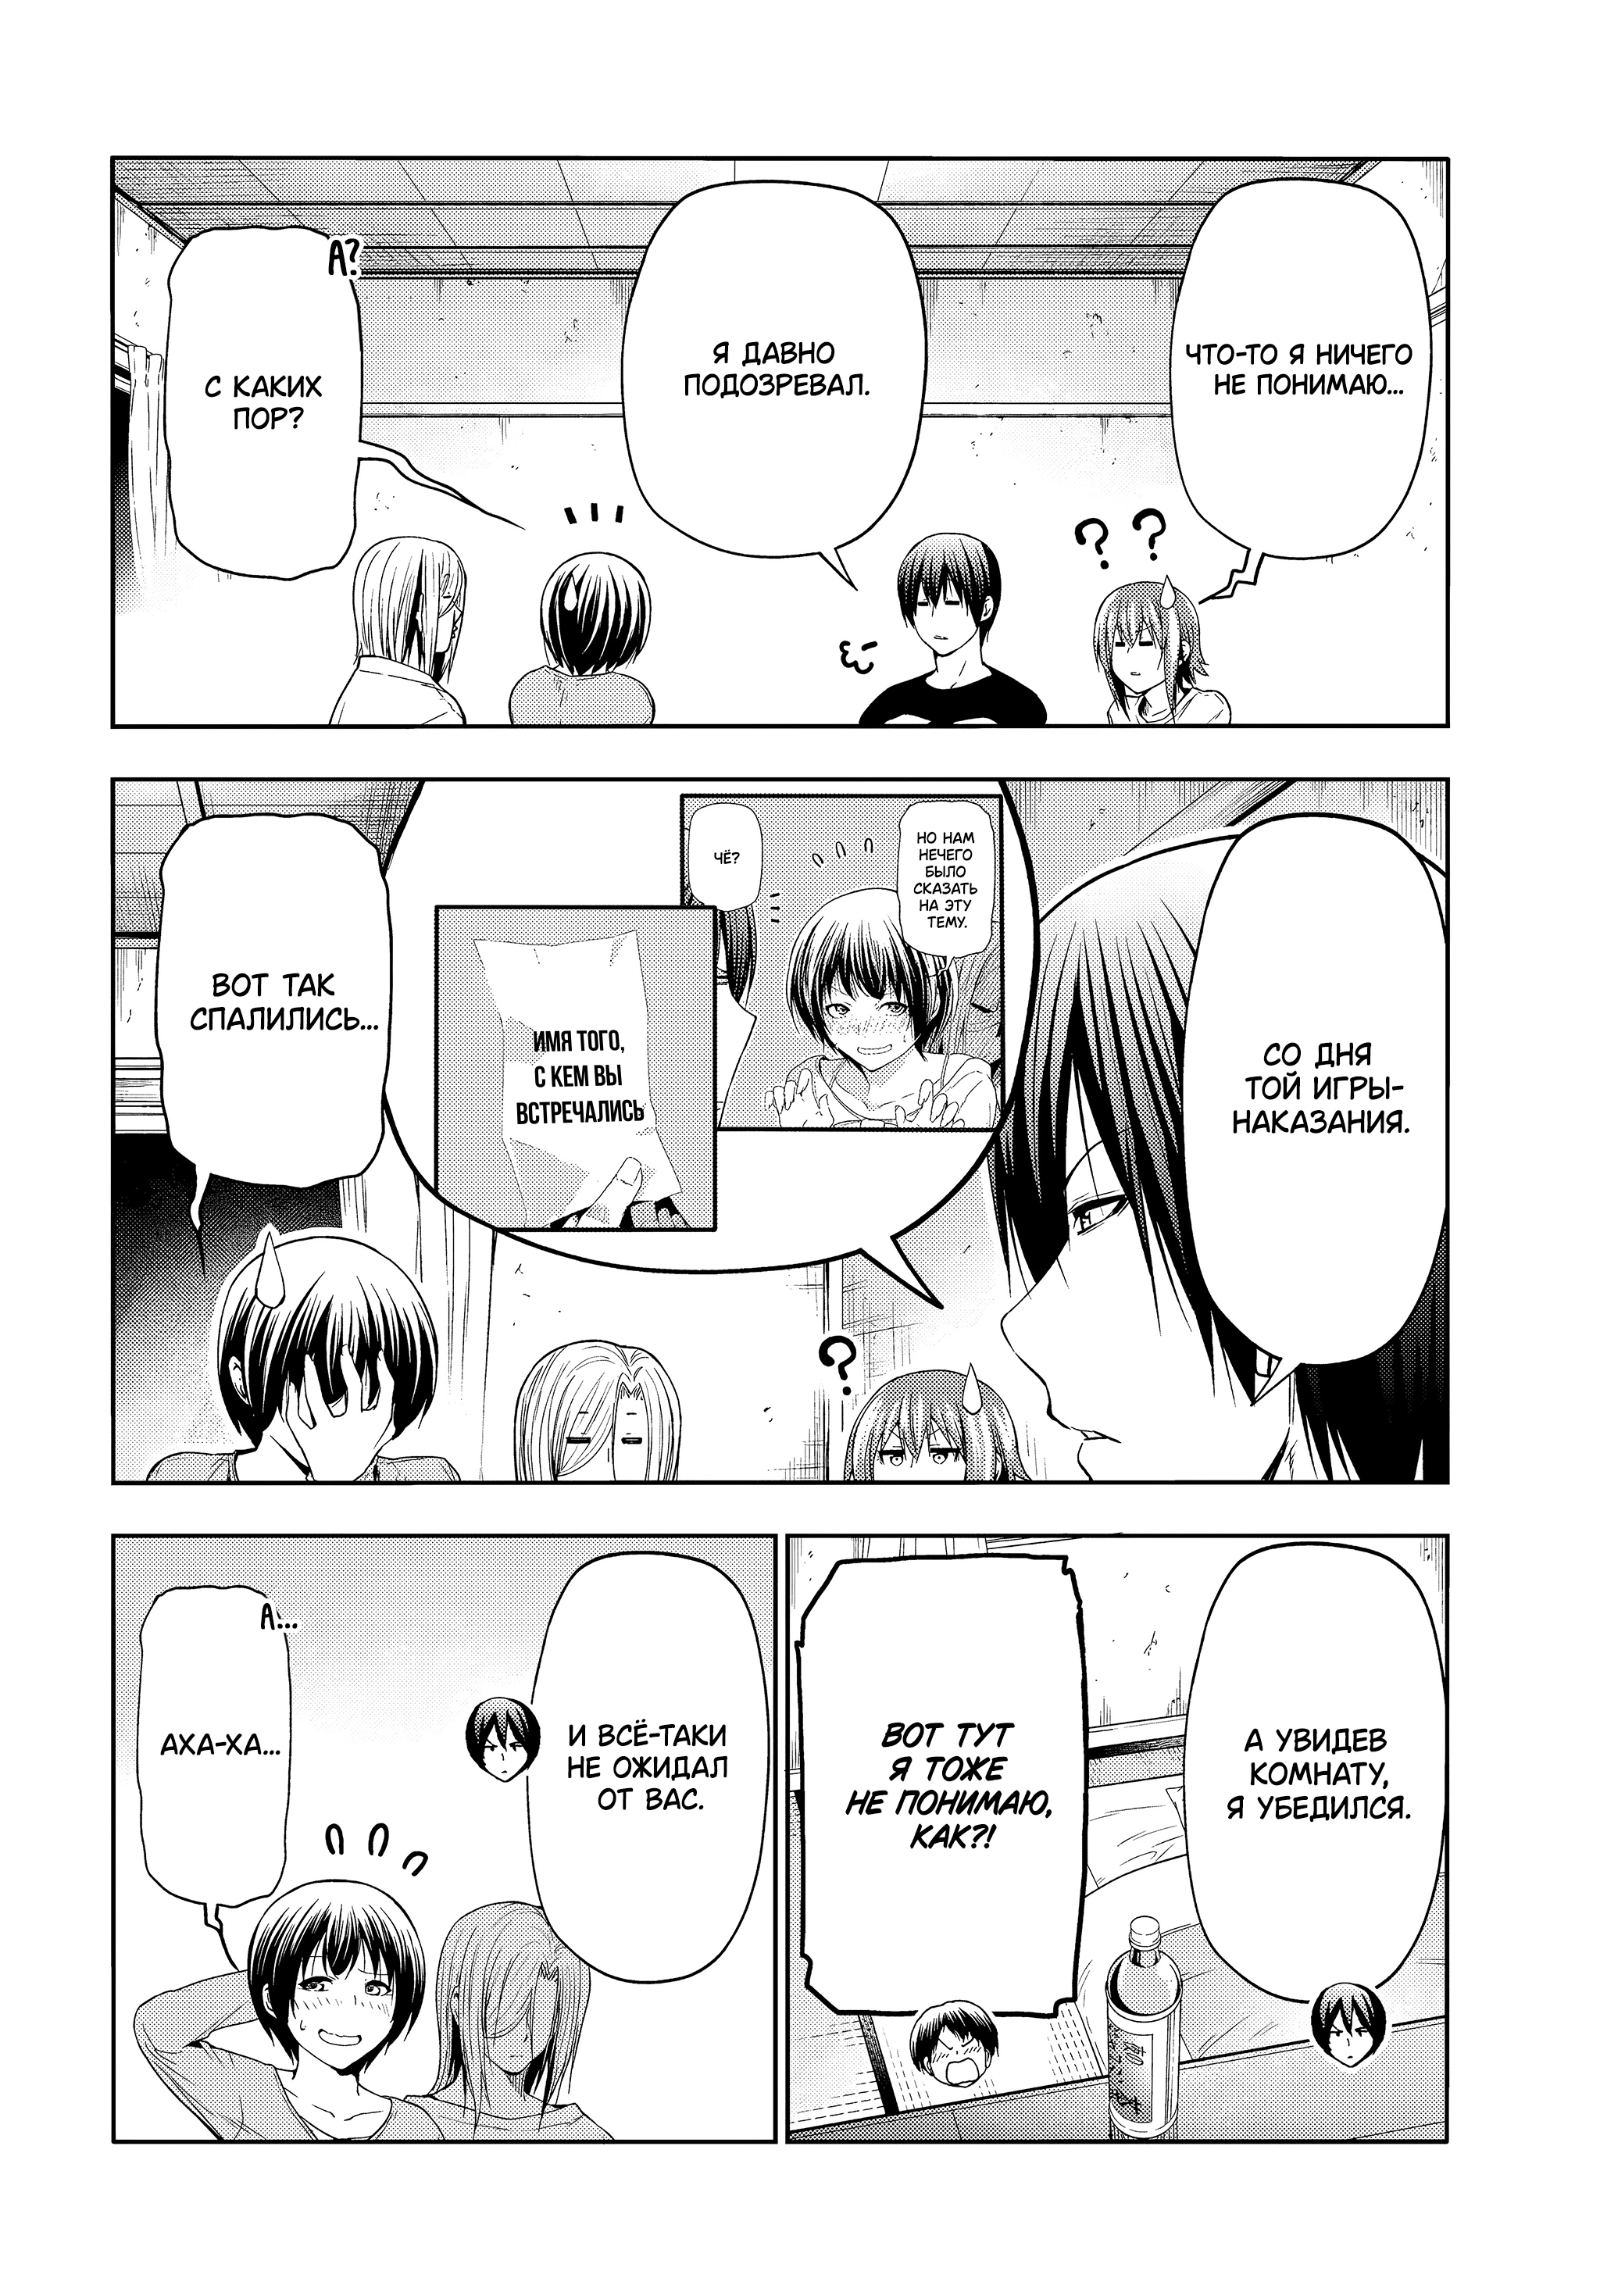 ЧТО-ТО Я НИЧЕГО
НЕ ПОНИМАЮ...
Я ДАВНО
ПОДОЗРЕВАЛ.
А?
С КАКИХ
ПОР?
СО ДНЯ
ТОЙ ИГРЫ-
НАКАЗАНИЯ.
НО НАМ
НЕЧЕГО
БЫЛО
СКАЗАТЬ
НА ЭТУ
ТЕМУ.
ЧЁ?
ИМЯ ТОГО,
С КЕМ ВЫ
ВСТРЕЧАЛИСЬ
ВОТ ТАК
СПАЛИЛИСЬ...
?
А УВИДЕВ
КОМНАТУ,
Я УБЕДИЛСЯ.
ВОТ ТУТ
Я ТОЖЕ
НЕ ПОНИМАЮ,
КАК?!
И ВСЁ-ТАКИ
НЕ ОЖИДАЛ
ОТ ВАС.
А...
АХА-ХА...